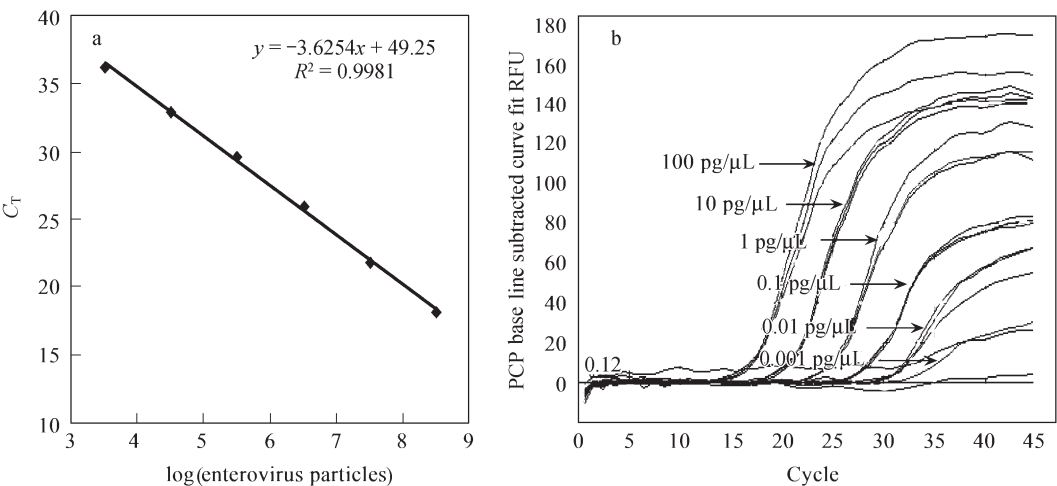 a
y = −3.6254x + 49.25
R² = 0.9981
40
35
30
25
20
15
10
C_T
3 4 5 6 7 8 9
log(enterovirus particles)
b
180
160
140
120
100
80
60
40
20
0
PCP base line subtracted curve fit RFU
100 pg/μL
10 pg/μL
1 pg/μL
0.1 pg/μL
0.01 pg/μL
0.001 pg/μL
0.12
0 5 10 15 20 25 30 35 40 45
Cycle